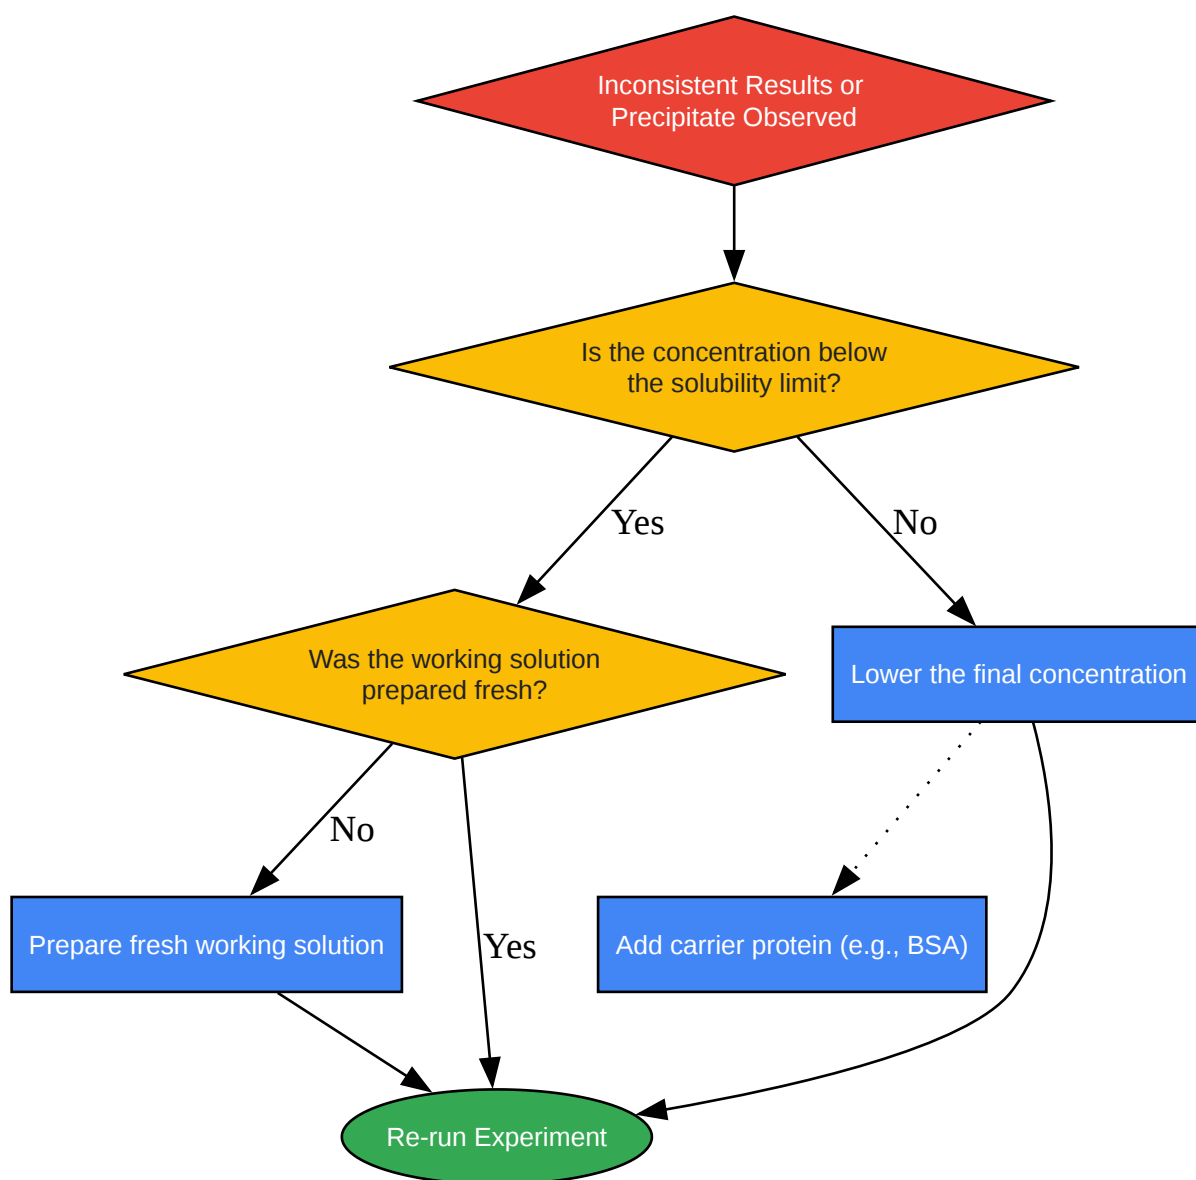 Inconsistent Results or
Precipitate Observed
Is the concentration below
the solubility limit?
Yes
No
Was the working solution
prepared fresh?
Lower the final concentration
No
Yes
Prepare fresh working solution
Add carrier protein (e.g., BSA)
Re-run Experiment